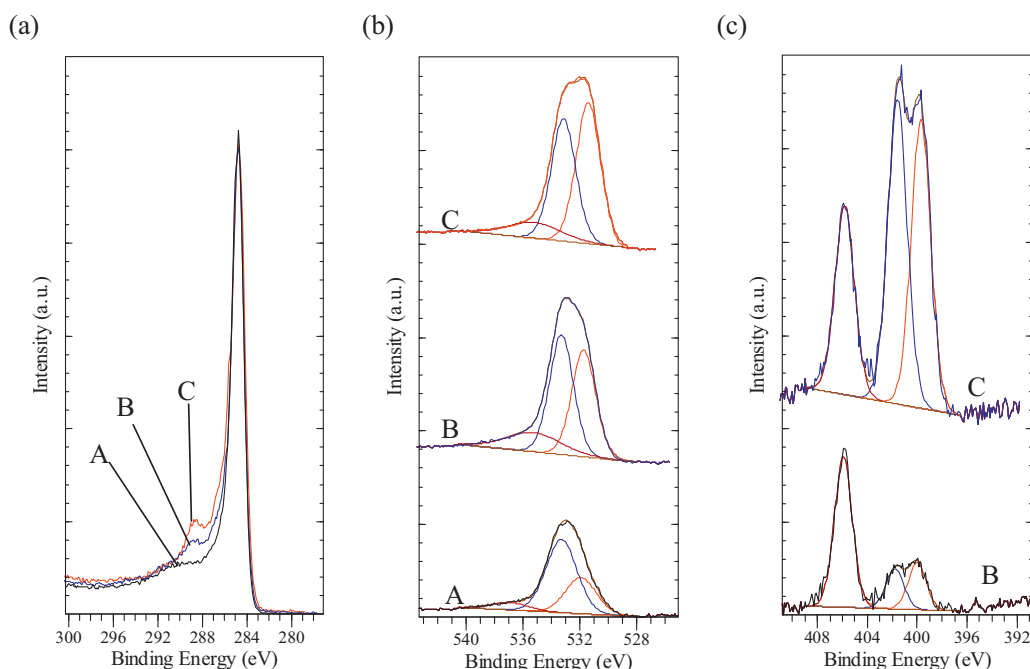 (a)
(b)
(c)
C
B
A
C
B
A
C
B
Intensity (a.u.)
Intensity (a.u.)
Intensity (a.u.)
300 296 292 288 284 280
540 536 532 528
408 404 400 396 392
Binding Energy (eV)
Binding Energy (eV)
Binding Energy (eV)